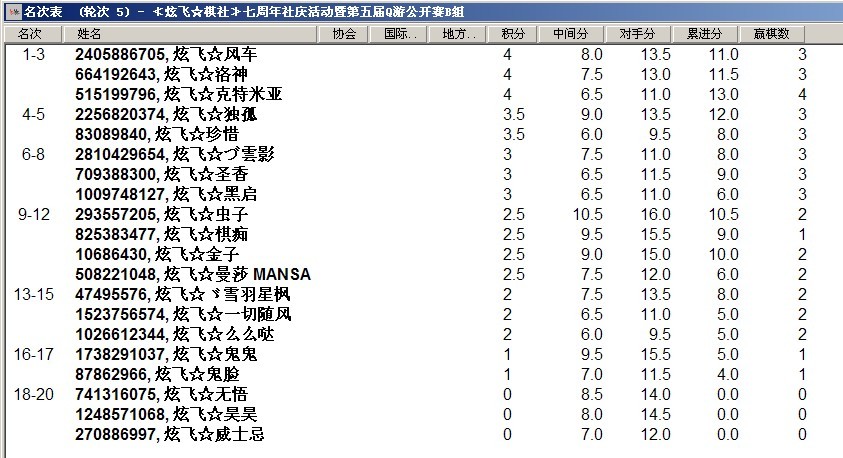 名次表 (轮次 5) - ≮炫飞☆棋社≯七周年社庆活动暨第五届Q游公开赛B组
名次 姓名 协会 国际.. 地方.. 积分 中间分 对手分 累进分 赢棋数
1-3 2405886705, 炫飞☆风车 4 8.0 13.5 11.0 3
664192643, 炫飞☆洛神 4 7.5 13.0 11.5 3
515199796, 炫飞☆克特米亚 4 6.5 11.0 13.0 4
4-5 2256820374, 炫飞☆独孤 3.5 9.0 13.5 12.0 3
83089840, 炫飞☆珍惜 3.5 6.0 9.5 8.0 3
6-8 2810429654, 炫飞☆づ雲影 3 7.5 11.0 8.0 3
709388300, 炫飞☆圣香 3 6.5 11.5 9.0 3
1009748127, 炫飞☆黑启 3 6.5 11.0 6.0 3
9-12 293557205, 炫飞☆虫子 2.5 10.5 16.0 10.5 2
825383477, 炫飞☆棋痴 2.5 9.5 15.5 9.0 1
10686430, 炫飞☆金子 2.5 9.0 15.0 10.0 2
508221048, 炫飞☆曼莎 MANSA 2.5 7.5 12.0 6.0 2
13-15 47495576, 炫飞☆ヾ雪羽星枫 2 7.5 13.5 8.0 2
1523756574, 炫飞☆一切随风 2 6.5 11.0 5.0 2
1026612344, 炫飞☆么么哒 2 6.0 9.5 5.0 2
16-17 1738291037, 炫飞☆鬼鬼 1 9.5 15.5 5.0 1
87862966, 炫飞☆鬼脸 1 7.0 11.5 4.0 1
18-20 741316075, 炫飞☆无悟 0 8.5 14.0 0.0 0
1248571068, 炫飞☆昊昊 0 8.0 14.5 0.0 0
270886997, 炫飞☆威士忌 0 7.0 12.0 0.0 0